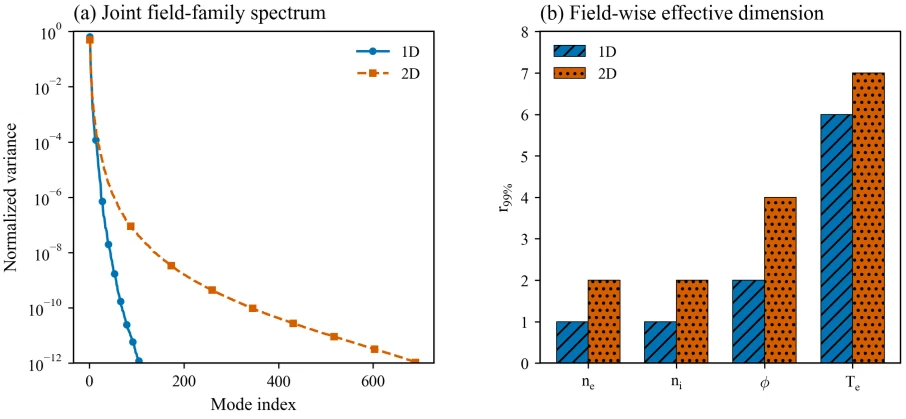 (a) Joint field-family spectrum
10⁰
10⁻²
10⁻⁴
10⁻⁶
10⁻⁸
10⁻¹⁰
10⁻¹²
Normalized variance
1D
2D
0
200
400
600
Mode index
(b) Field-wise effective dimension
8
7
6
5
4
3
2
1
0
r₉₉%
1D
2D
nₑ
nᵢ
ϕ
Tₑ